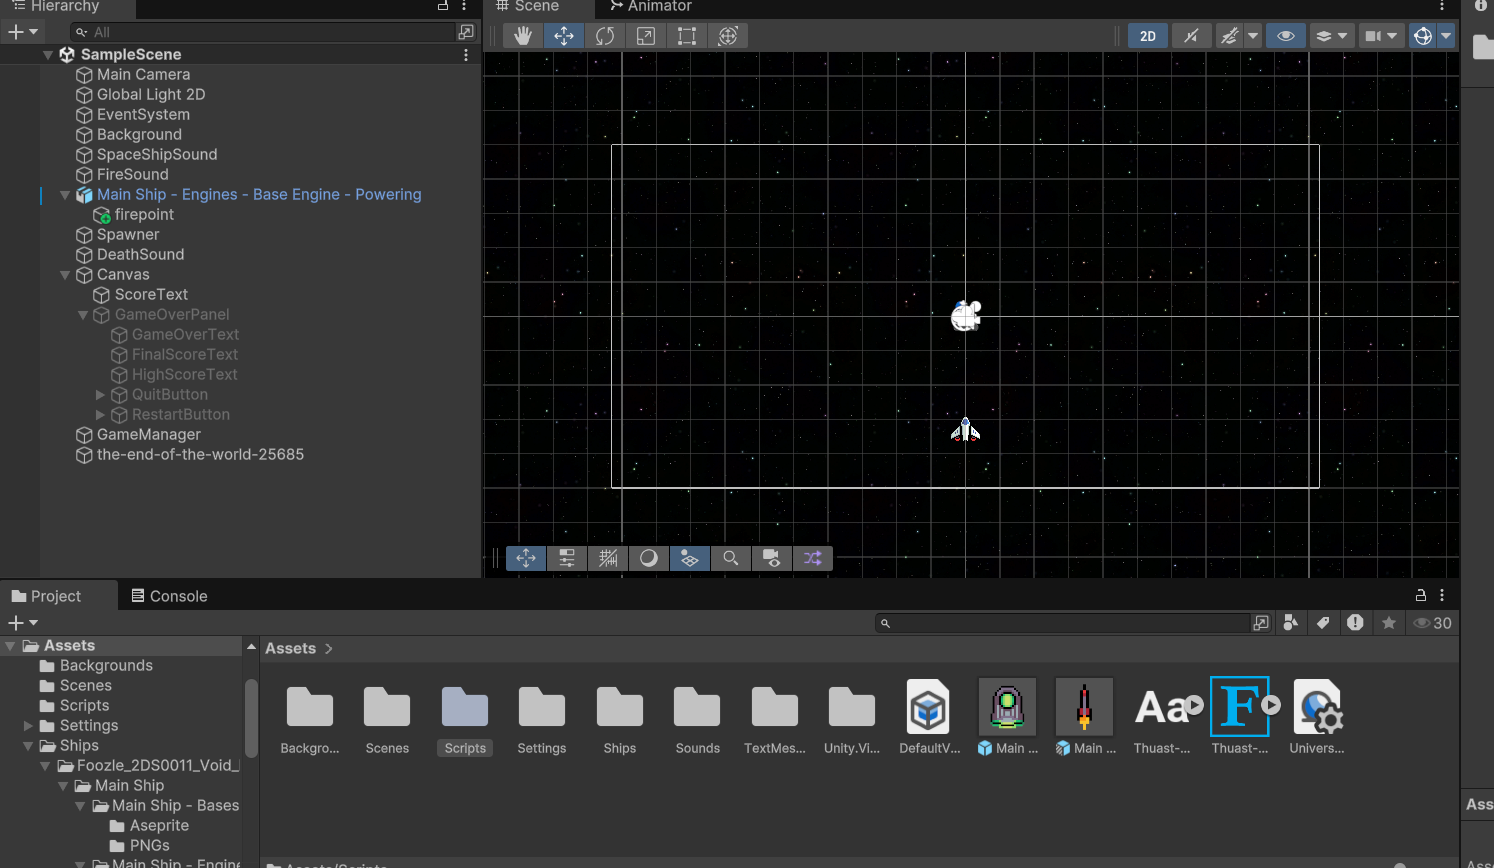 Hierarchy
All
SampleScene
Main Camera
Global Light 2D
EventSystem
Background
SpaceShipSound
FireSound
Main Ship - Engines - Base Engine - Powering
firepoint
Spawner
DeathSound
Canvas
ScoreText
GameOverPanel
GameOverText
FinalScoreText
HighScoreText
QuitButton
RestartButton
GameManager
the-end-of-the-world-25685
Scene
Animator
2D
Project
Console
30
Assets
Backgrounds
Scenes
Scripts
Settings
Ships
Foozle_2DS0011_Void_
Main Ship
Main Ship - Bases
Aseprite
PNGs
Main Ship - Engine
Assets
Backgro...
Scenes
Scripts
Settings
Ships
Sounds
TextMes...
Unity.Vi...
DefaultV...
Main ...
Main ...
Aa
Thuast-...
F
Thuast-...
Univers...
Assets/Scripts
Ass
Ass